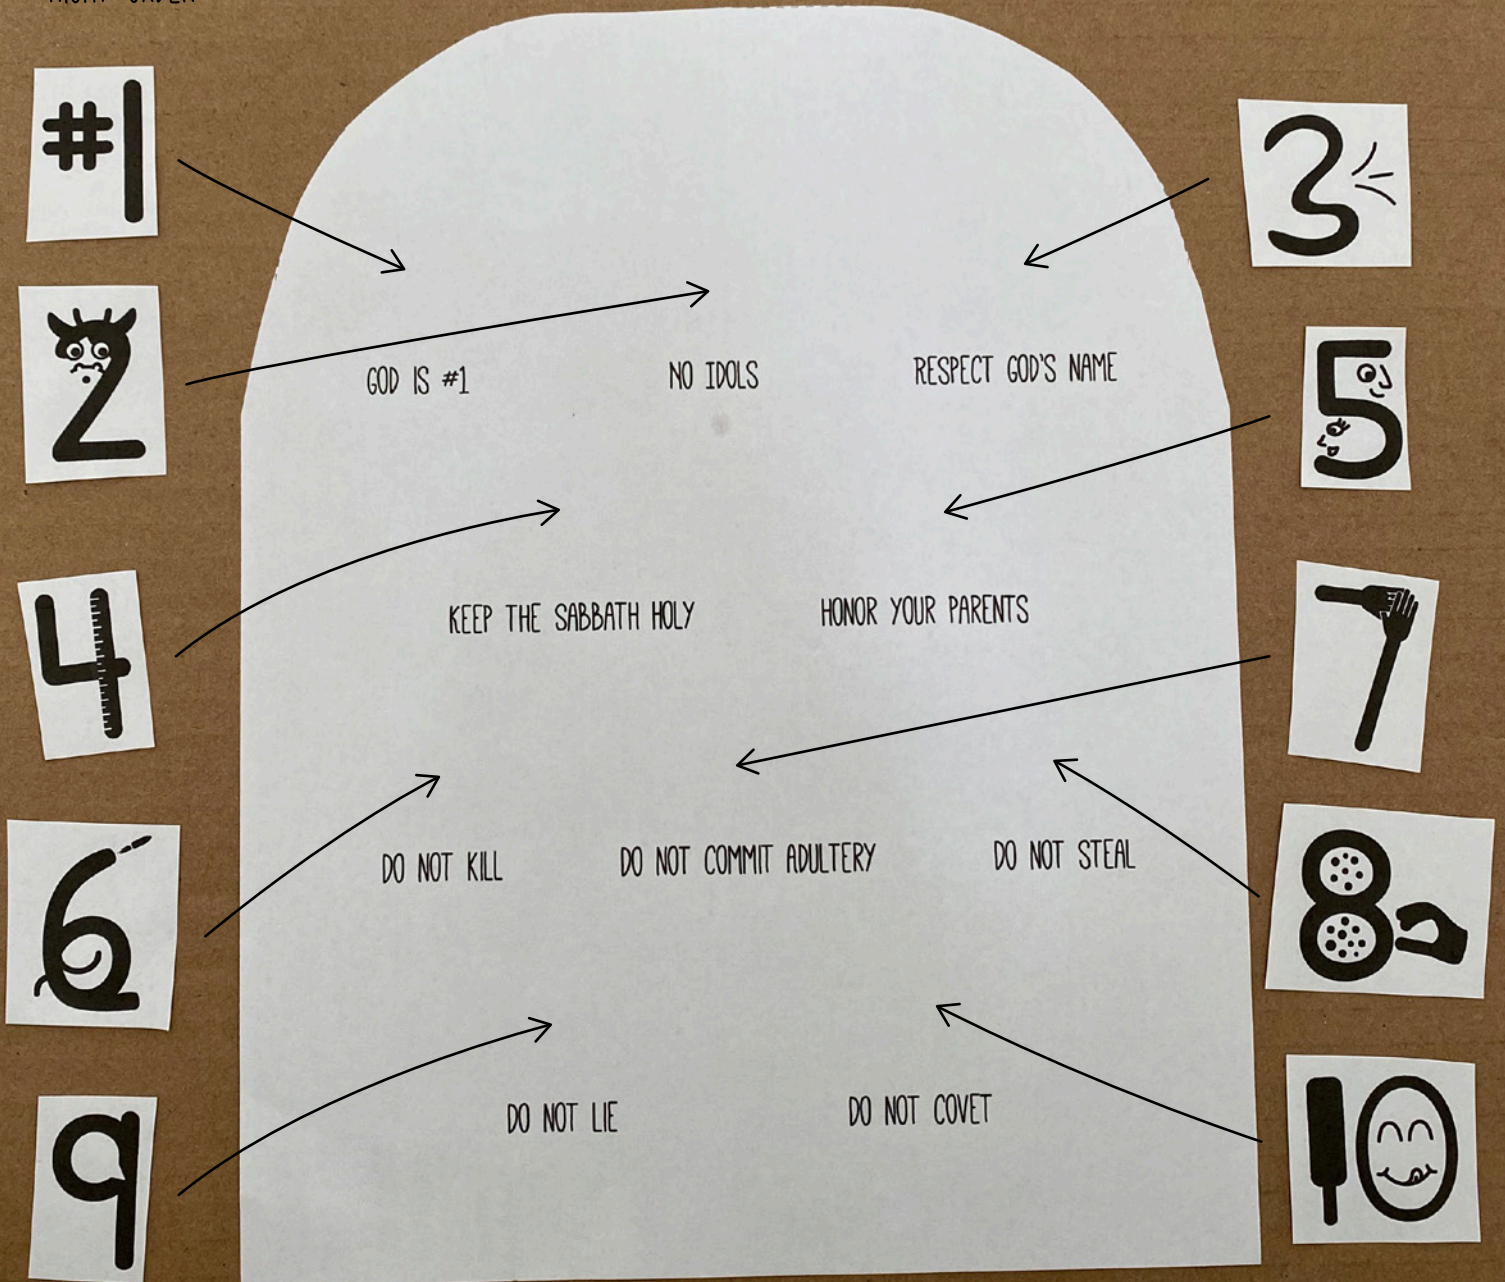 #1
3
2
GOD IS #1 NO IDOLS RESPECT GOD'S NAME
5
4
KEEP THE SABBATH HOLY HONOR YOUR PARENTS
7
6
DO NOT KILL DO NOT COMMIT ADULTERY DO NOT STEAL
8
9
DO NOT LIE DO NOT COVET
10